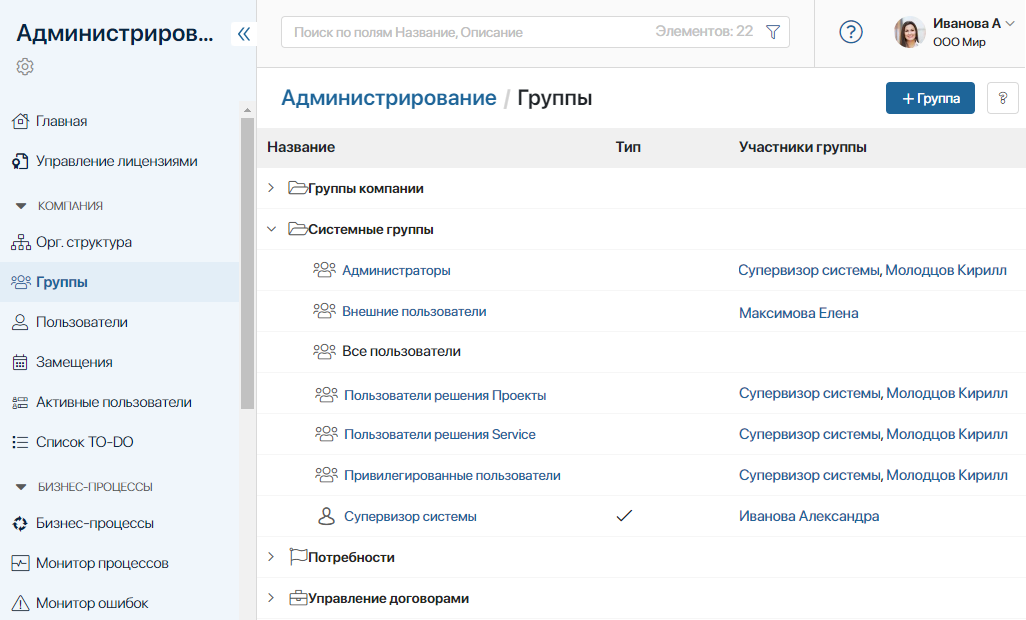 Администриров...
Поиск по полям Название, Описание
Элементов: 22
?
Иванова А
ООО Мир
Администрирование / Группы
+ Группа
?
Главная
Управление лицензиями
КОМПАНИЯ
Орг. структура
Группы
Пользователи
Замещения
Активные пользователи
Список TO-DO
БИЗНЕС-ПРОЦЕССЫ
Бизнес-процессы
Монитор процессов
Монитор ошибок
Название Тип Участники группы
Группы компании
Системные группы
Администраторы Супервизор системы, Молодцов Кирилл
Внешние пользователи Максимова Елена
Все пользователи
Пользователи решения Проекты Супервизор системы, Молодцов Кирилл
Пользователи решения Service Супервизор системы, Молодцов Кирилл
Привилегированные пользователи Супервизор системы, Молодцов Кирилл
Супервизор системы Иванова Александра
Потребности
Управление договорами